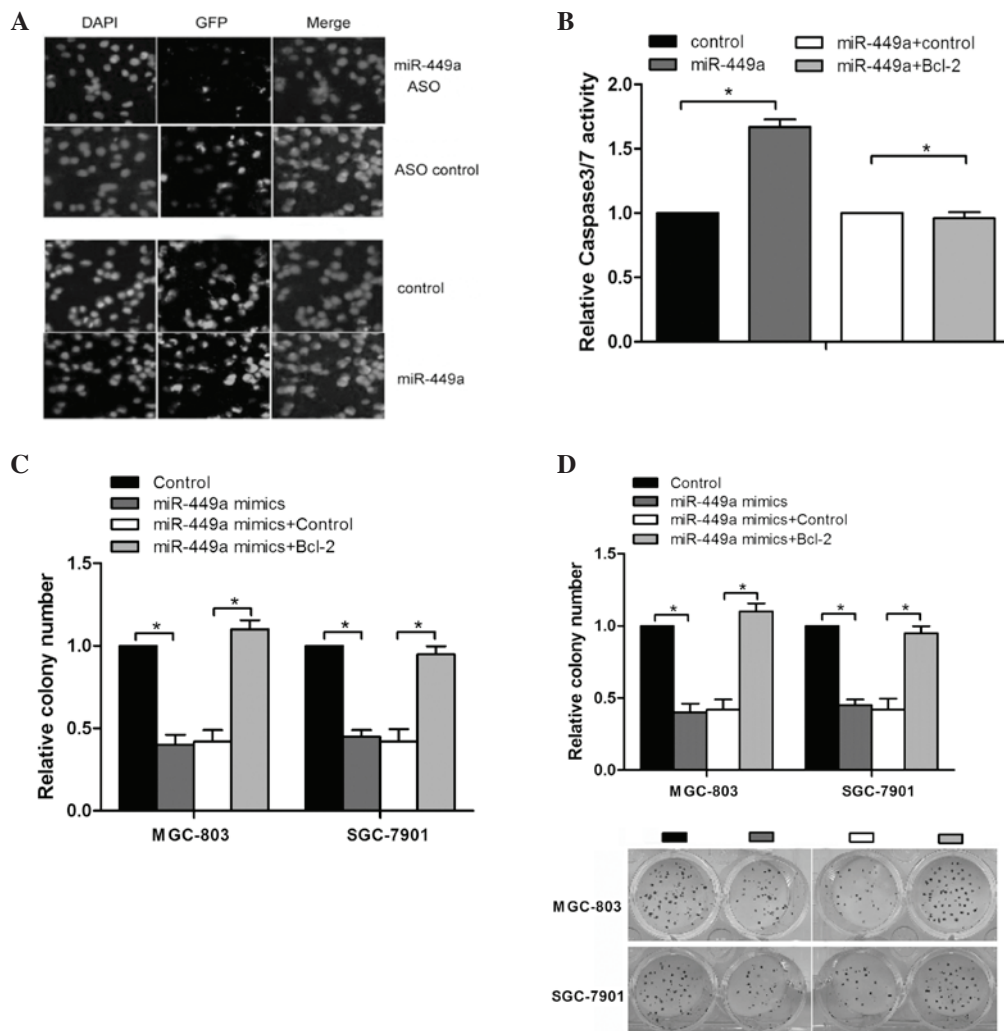 A
DAPI GFP Merge
miR-449a
ASO
ASO control
control
miR-449a
B
control
miR-449a
miR-449a+control
miR-449a+Bcl-2
Relative Caspase3/7 activity
2.0
1.5
1.0
0.5
0.0
*
*
C
Control
miR-449a mimics
miR-449a mimics+Control
miR-449a mimics+Bcl-2
Relative colony number
1.5
1.0
0.5
0.0
*
*
*
*
MGC-803 SGC-7901
D
Control
miR-449a mimics
miR-449a mimics+Control
miR-449a mimics+Bcl-2
Relative colony number
1.5
1.0
0.5
0.0
*
*
*
*
MGC-803 SGC-7901
MGC-803
SGC-7901